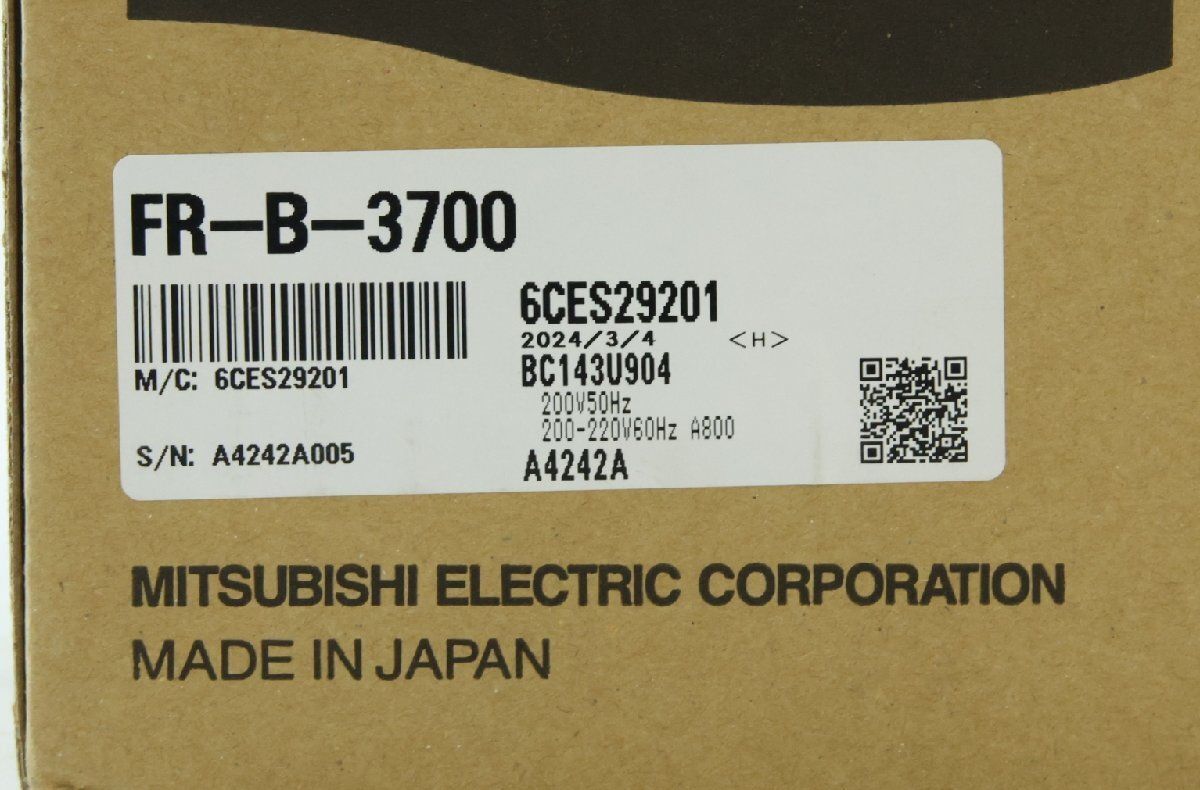 FR-B-3700
6CES29201
2024/3/4 <H>
M/C: 6CES29201
BC143U904
200V50Hz
200-220V60Hz A800
S/N: A4242A005
A4242A
MITSUBISHI ELECTRIC CORPORATION
MADE IN JAPAN